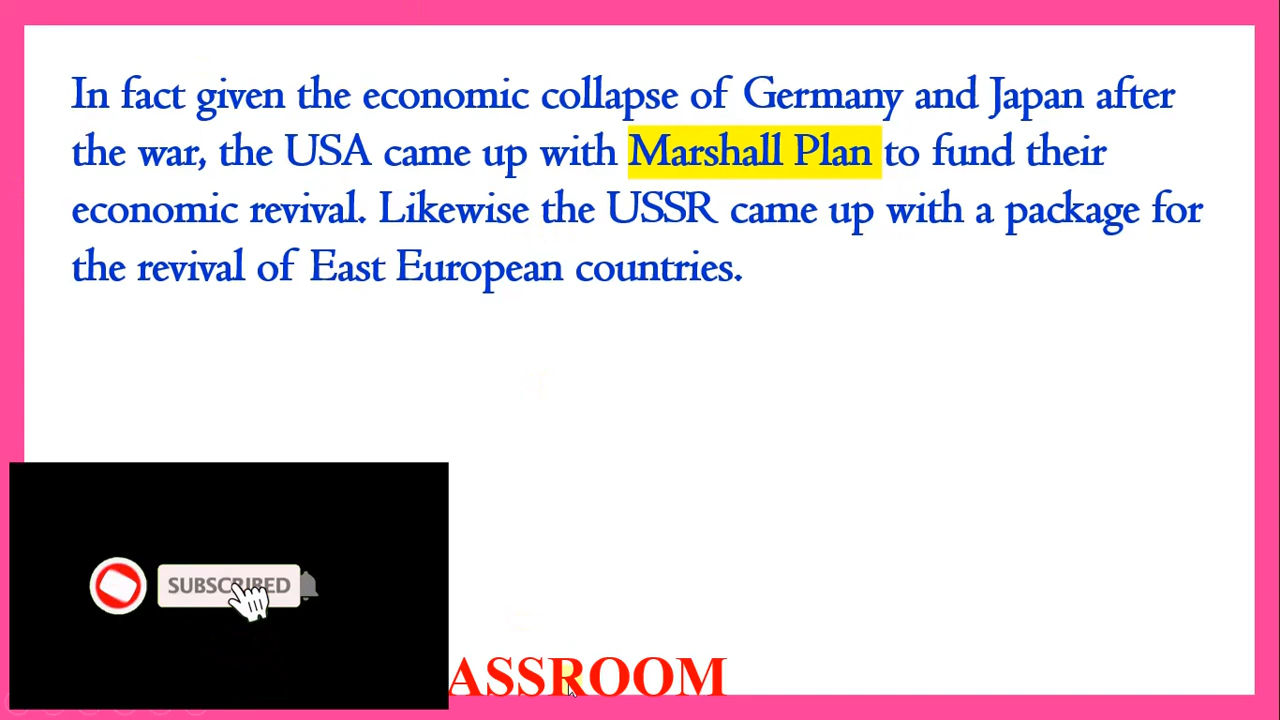 In fact given the economic collapse of Germany and Japan after
the war, the USA came up with Marshall Plan to fund their
economic revival. Likewise the USSR came up with a package for
the revival of East European countries.
SUBSCRIBED
ASSROOM